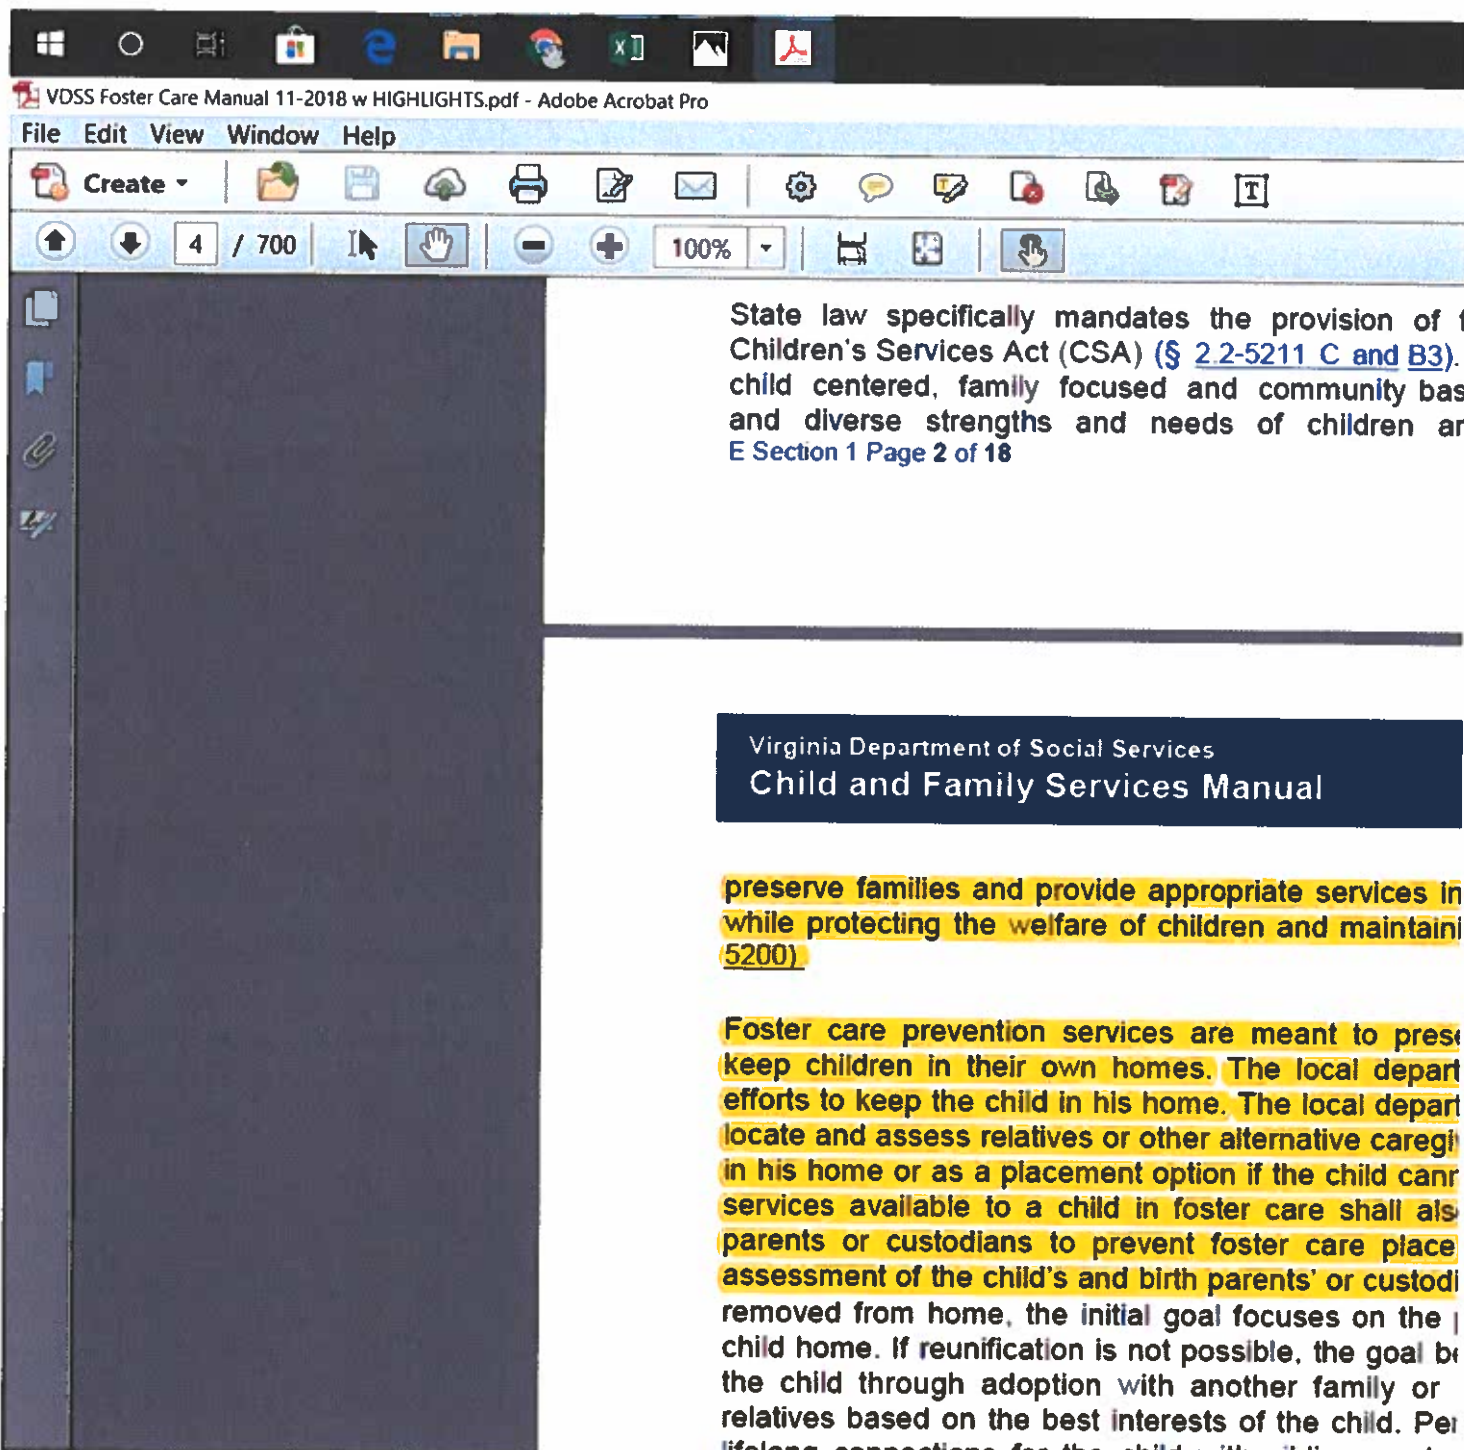 VDSS Foster Care Manual 11-2018 w HIGHLIGHTS.pdf - Adobe Acrobat Pro
File Edit View Window Help
Create
4 / 700 100%
State law specifically mandates the provision of f
Children's Services Act (CSA) (§ 2.2-5211 C and B3).
child centered, family focused and community bas
and diverse strengths and needs of children an
E Section 1 Page 2 of 18
Virginia Department of Social Services
Child and Family Services Manual
preserve families and provide appropriate services in
while protecting the welfare of children and maintaini
5200)
Foster care prevention services are meant to prese
keep children in their own homes. The local depart
efforts to keep the child in his home. The local depart
locate and assess relatives or other alternative caregi
in his home or as a placement option if the child cann
services available to a child in foster care shall als
parents or custodians to prevent foster care place
assessment of the child's and birth parents' or custodi
removed from home, the initial goal focuses on the
child home. If reunification is not possible, the goal be
the child through adoption with another family or
relatives based on the best interests of the child. Per